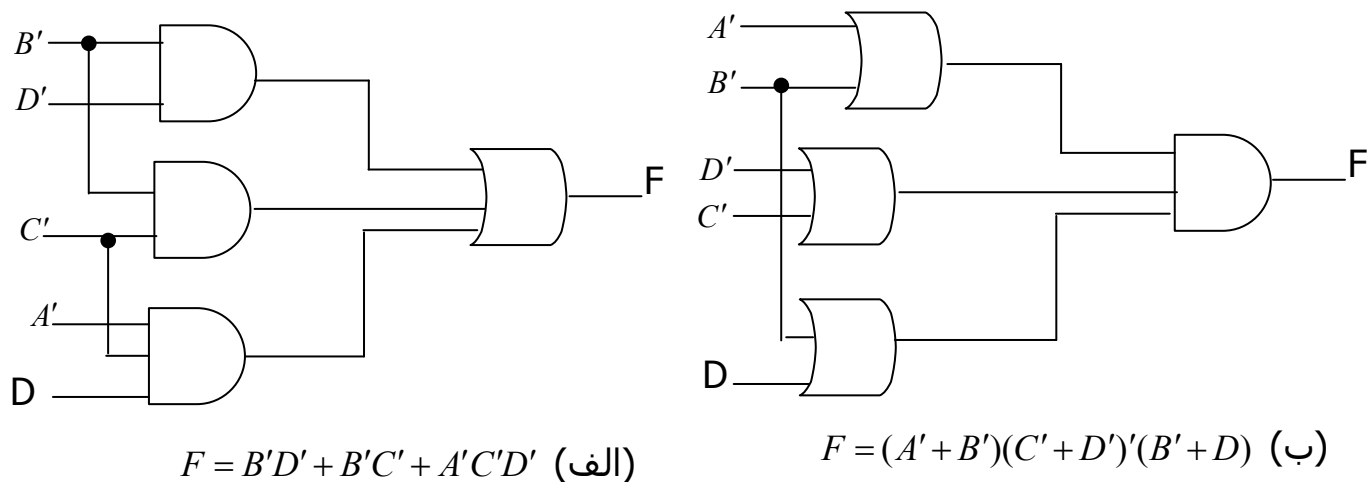 B′
D′
C′
A′
D
F
F = B′D′ + B′C′ + A′C′D′ (الف)
A′
B′
D′
C′
D
F
F = (A′ + B′)(C′ + D′)′(B′ + D) (ب)